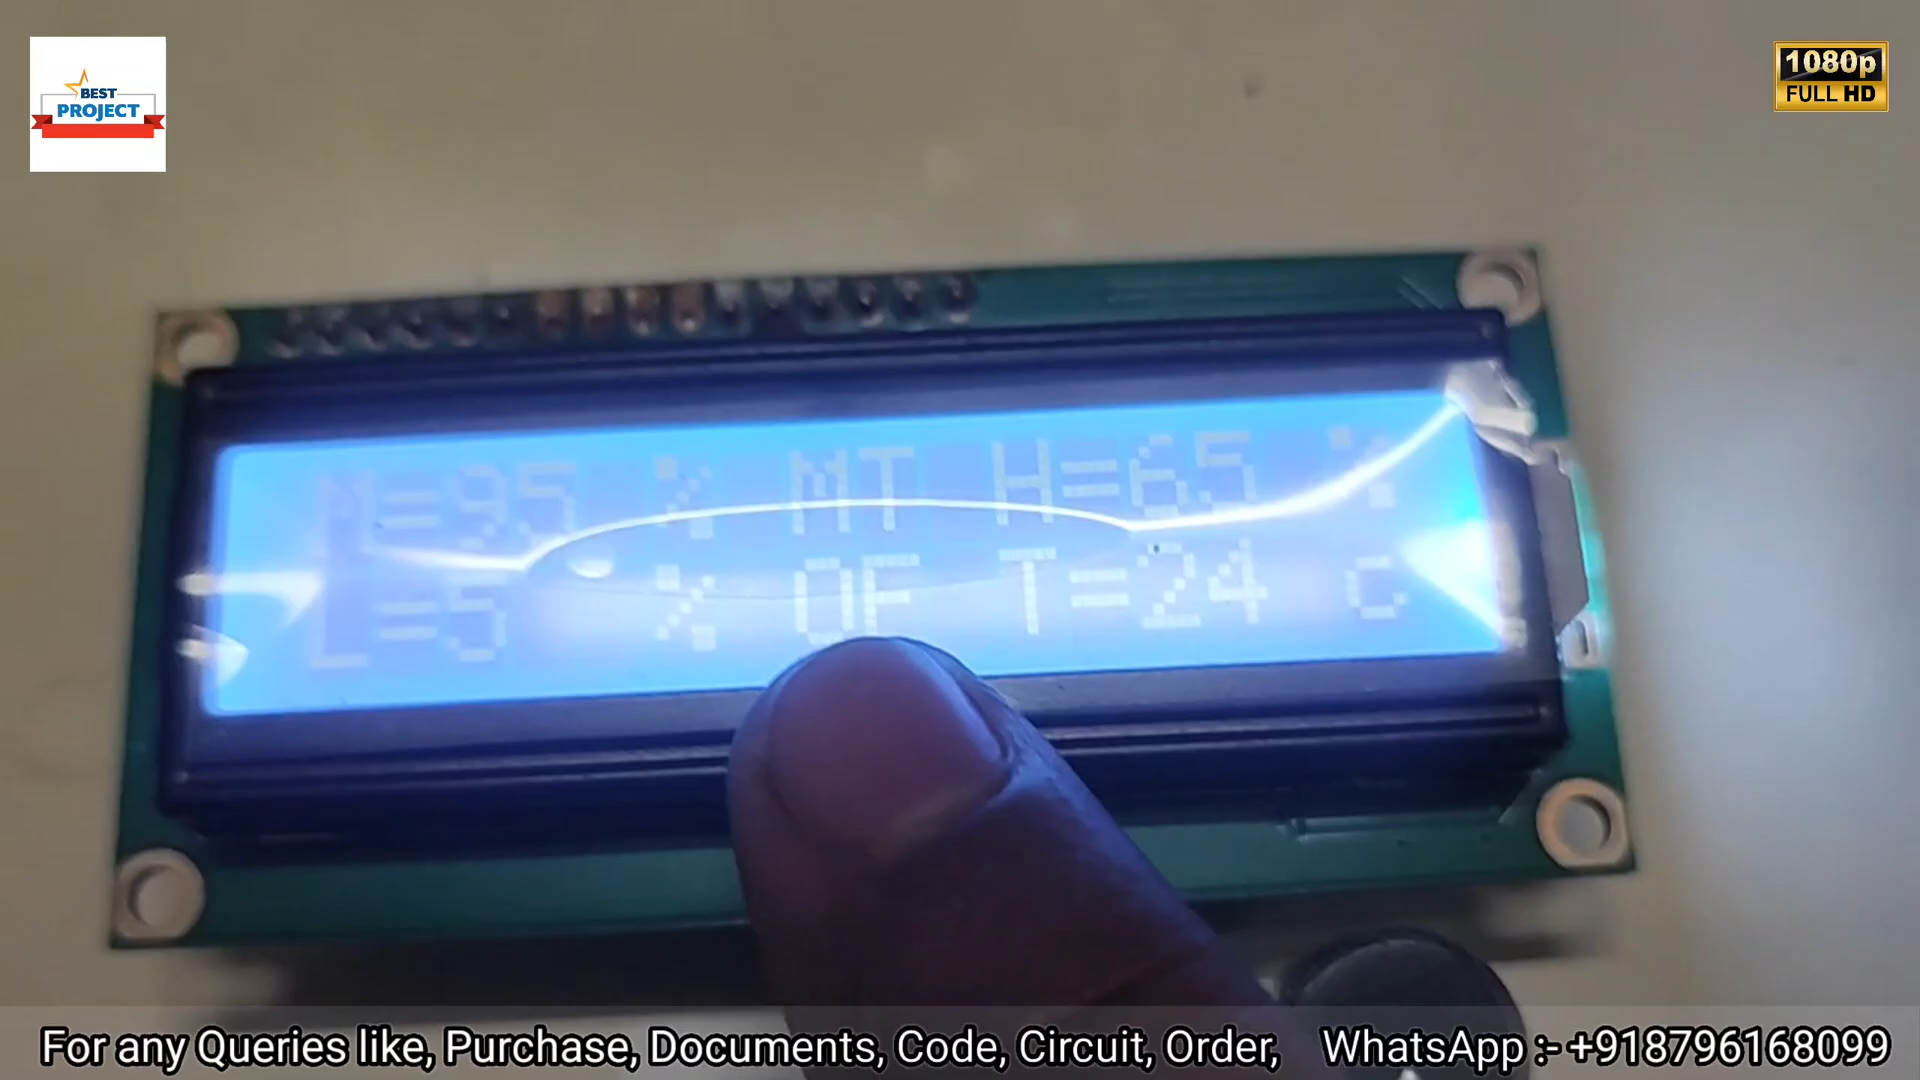 BEST
PROJECT
1080p
FULL HD
M=95 % MT H=65 %
L=5 % OF T=24 C
For any Queries like, Purchase, Documents, Code, Circuit, Order, WhatsApp :- +918796168099